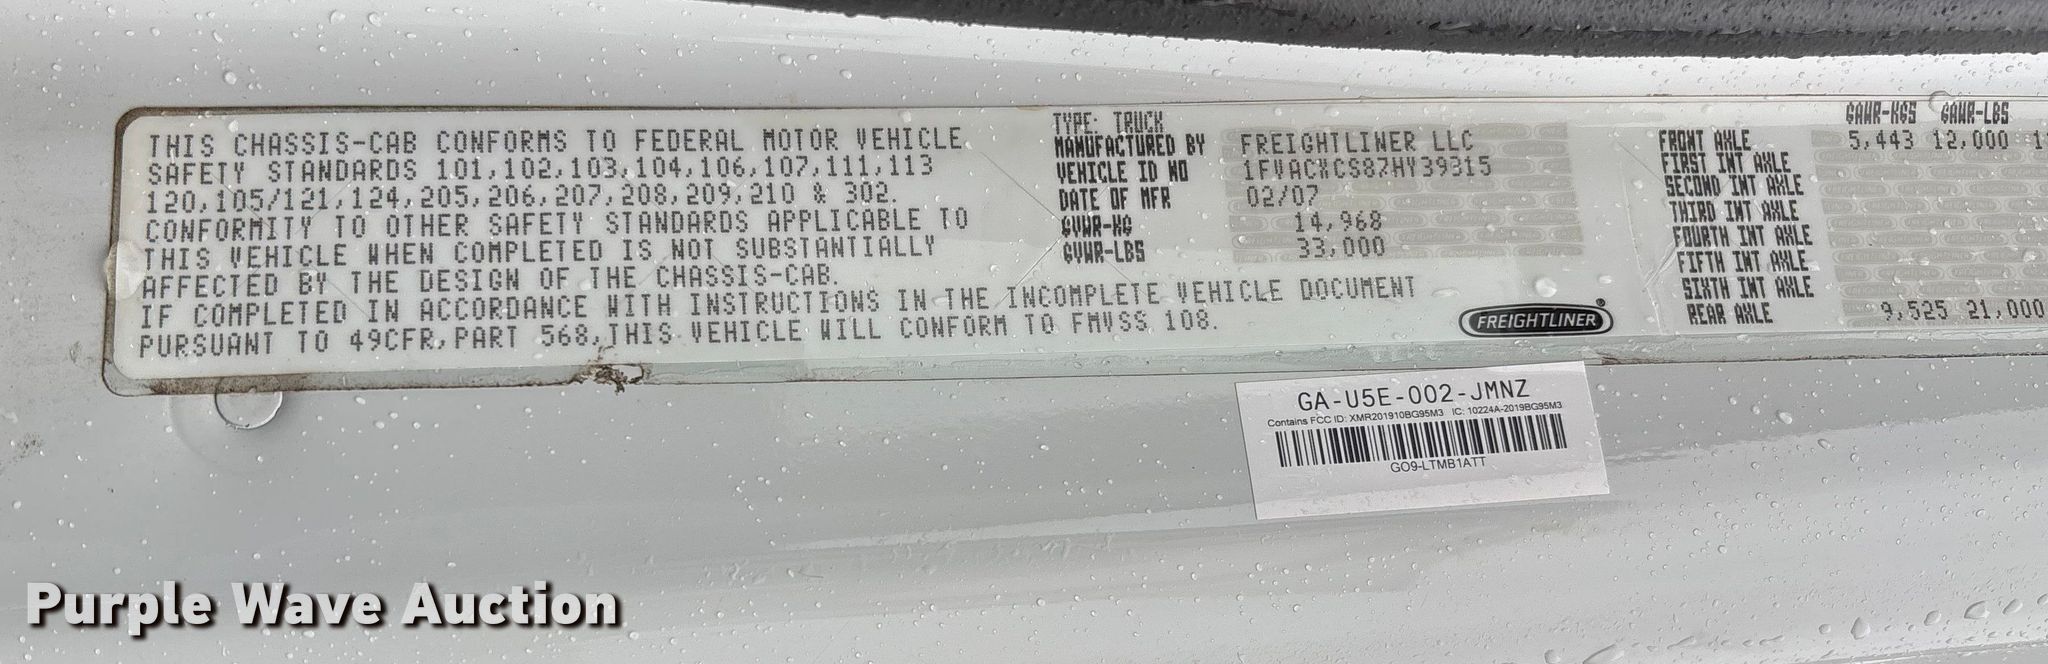 THIS CHASSIS-CAB CONFORMS TO FEDERAL MOTOR VEHICLE
SAFETY STANDARDS 101,102,103,104,106,107,111,113
120,105/121,124,205,206,207,208,209,210 & 302.
CONFORMITY TO OTHER SAFETY STANDARDS APPLICABLE TO
THIS VEHICLE WHEN COMPLETED IS NOT SUBSTANTIALLY
AFFECTED BY THE DESIGN OF THE CHASSIS-CAB.
IF COMPLETED IN ACCORDANCE WITH INSTRUCTIONS IN THE INCOMPLETE VEHICLE DOCUMENT
PURSUANT TO 49CFR,PART 568,THIS VEHICLE WILL CONFORM TO FMVSS 108.
TYPE: TRUCK
MANUFACTURED BY FREIGHTLINER LLC
VEHICLE ID NO 1FVACXCS87HY39315
DATE OF MFR 02/07
GVWR-KG 14,968
GVWR-LBS 33,000
FREIGHTLINER®
GAWR-KGS GAWR-LBS
FRONT AXLE 5,443 12,000
FIRST INT AXLE
SECOND INT AXLE
THIRD INT AXLE
FOURTH INT AXLE
FIFTH INT AXLE
SIXTH INT AXLE
REAR AXLE 9,525 21,000
GA-U5E-002-JMNZ
Contains FCC ID: XMR201910BG95M3 IC: 10224A-2019BG95M3
GO9-LTMB1ATT
Purple Wave Auction